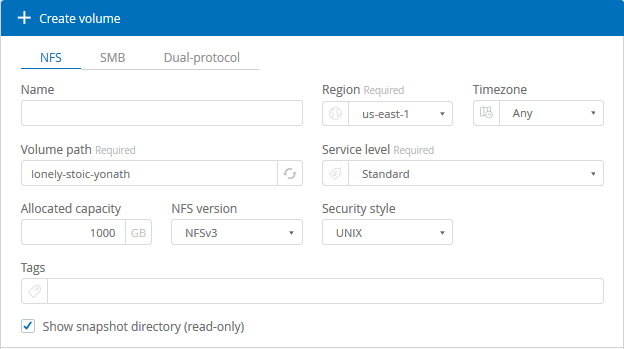 Create volume
NFS SMB Dual-protocol
Name Region Required Timezone
us-east-1 Any
Volume path Required Service level Required
lonely-stoic-yonath Standard
Allocated capacity NFS version Security style
1000 GB NFSv3 UNIX
Tags
Show snapshot directory (read-only)